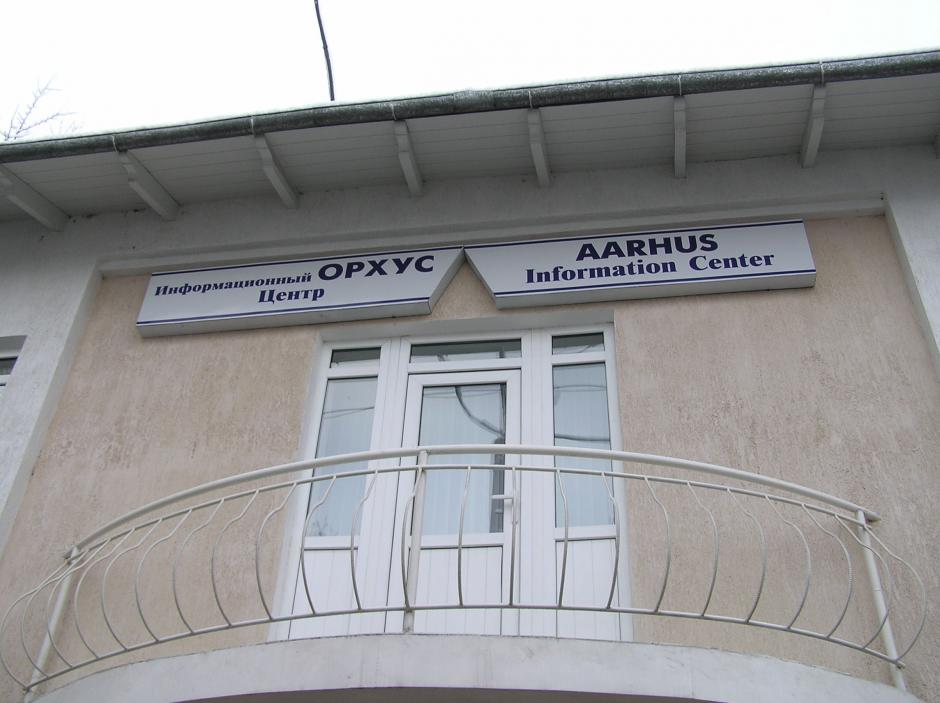 Информационный ОРХУС
Центр
AARHUS
Information Center